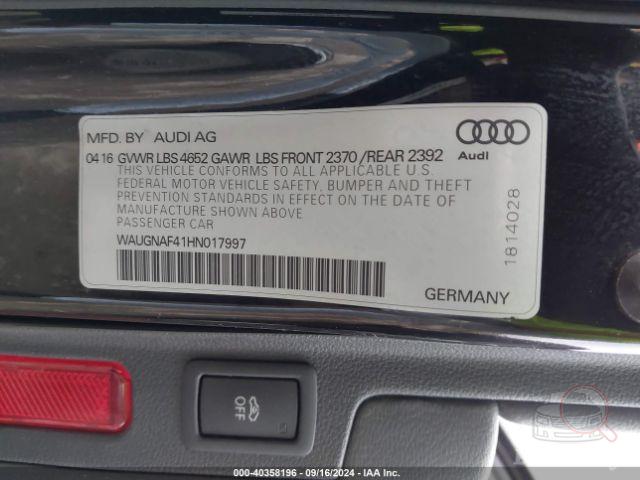 MFD. BY AUDI AG
0416 GVWR LBS 4652 GAWR LBS FRONT 2370 /REAR 2392
Audi
THIS VEHICLE CONFORMS TO ALL APPLICABLE U.S
FEDERAL MOTOR VEHICLE SAFETY, BUMPER AND THEFT
PREVENTION STANDARDS IN EFFECT ON THE DATE OF
MANUFACTURE SHOWN ABOVE
PASSENGER CAR
WAUGNAF41HN017997
1814028
GERMANY
OFF
000-40358196 - 09/16/2024 - IAA Inc.